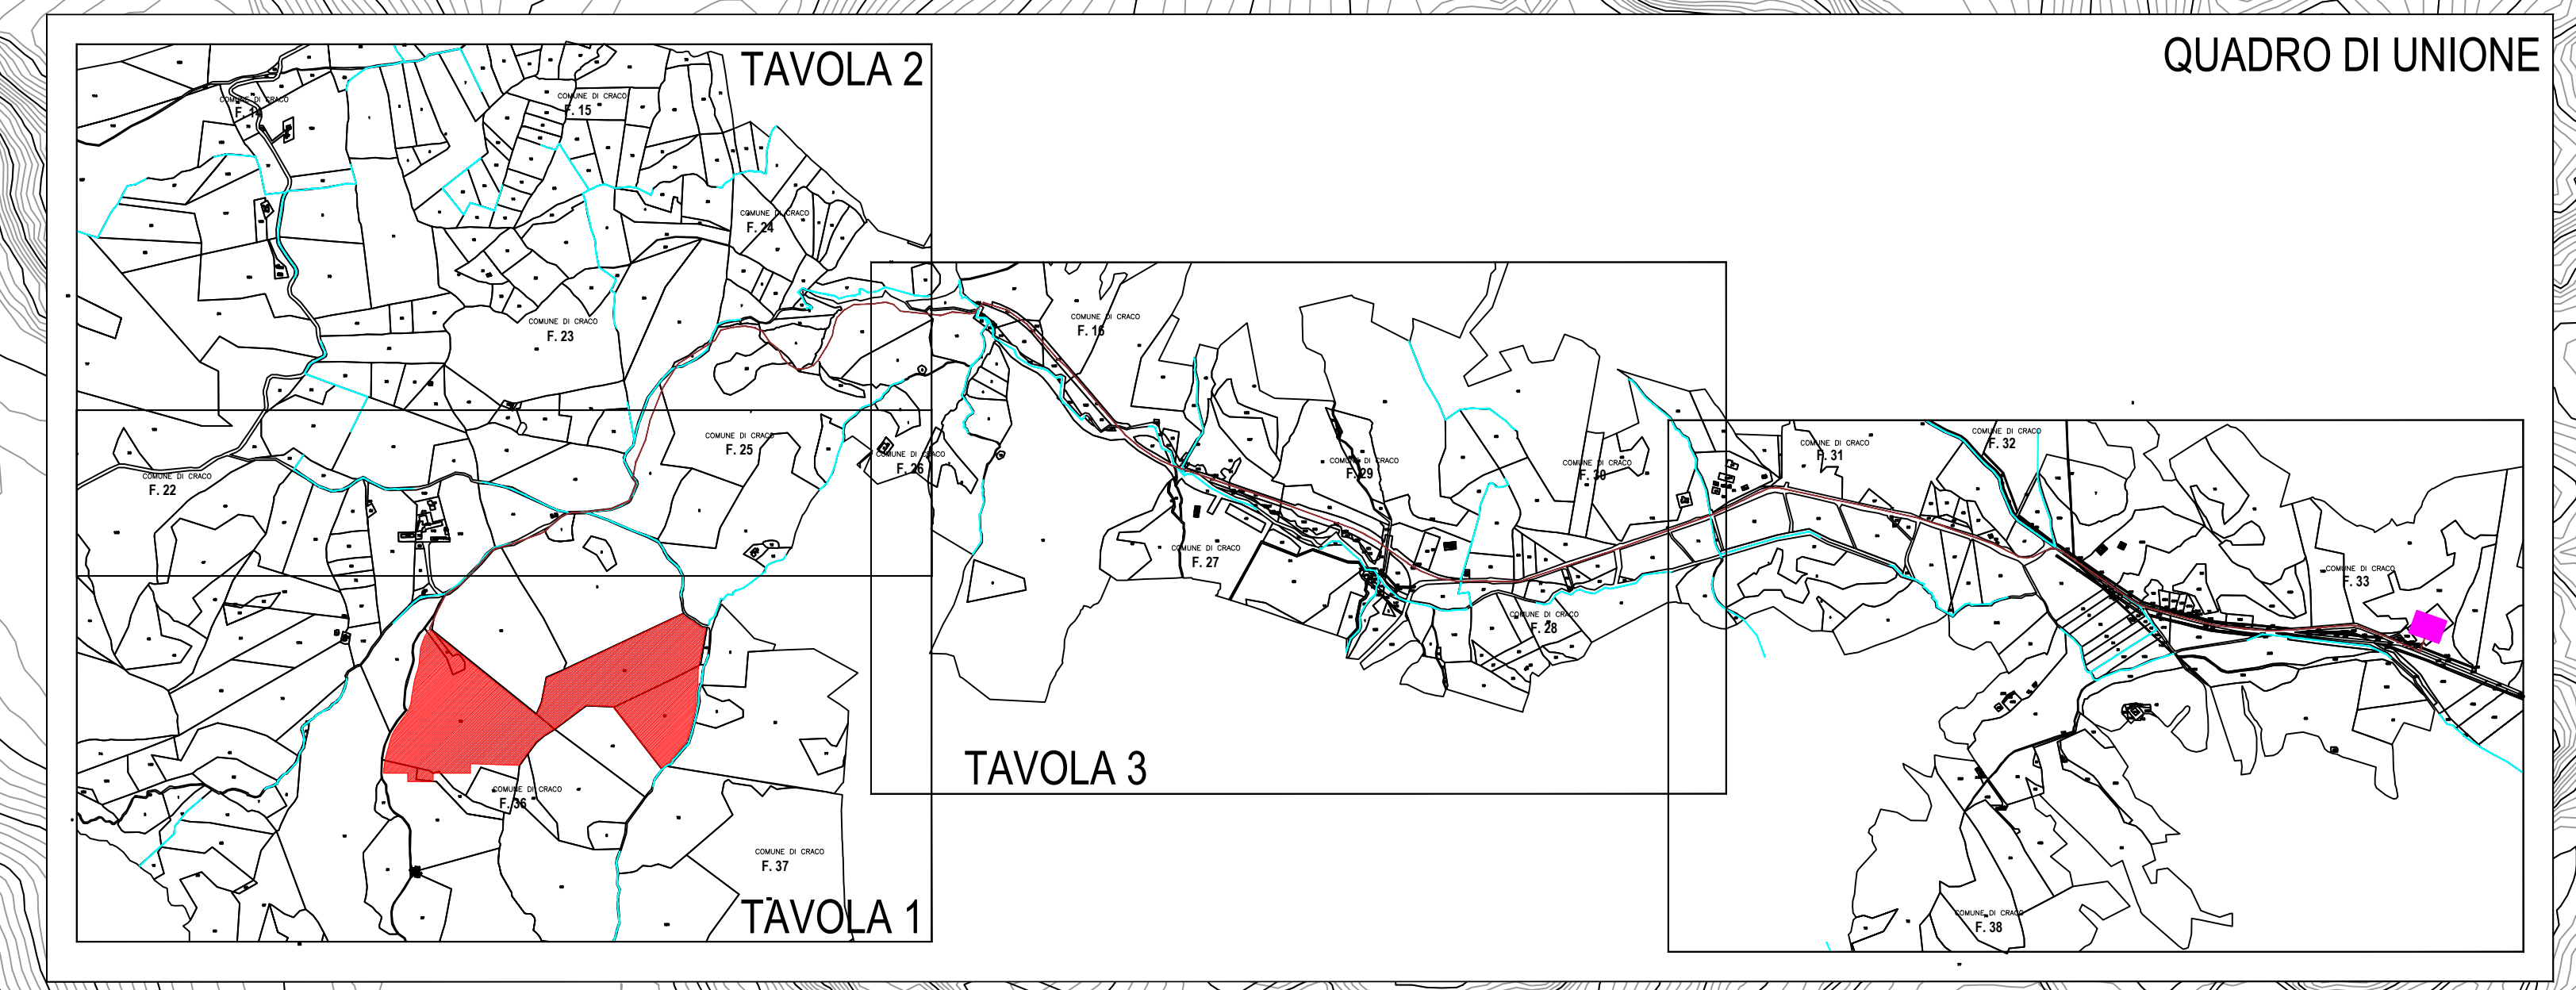 QUADRO DI UNIONE
TAVOLA 2
COMUNE DI CRACO
F. 14
COMUNE DI CRACO
F. 15
COMUNE DI CRACO
F. 24
COMUNE DI CRACO
F. 23
COMUNE DI CRACO
F. 25
COMUNE DI CRACO
F. 26
COMUNE DI CRACO
F. 22
COMUNE DI CRACO
F. 36
COMUNE DI CRACO
F. 37
TAVOLA 1
COMUNE DI CRACO
F. 16
COMUNE DI CRACO
F. 29
COMUNE DI CRACO
F. 30
COMUNE DI CRACO
F. 27
COMUNE DI CRACO
F. 28
TAVOLA 3
COMUNE DI CRACO
F. 31
COMUNE DI CRACO
F. 32
COMUNE DI CRACO
F. 33
COMUNE DI CRACO
F. 38